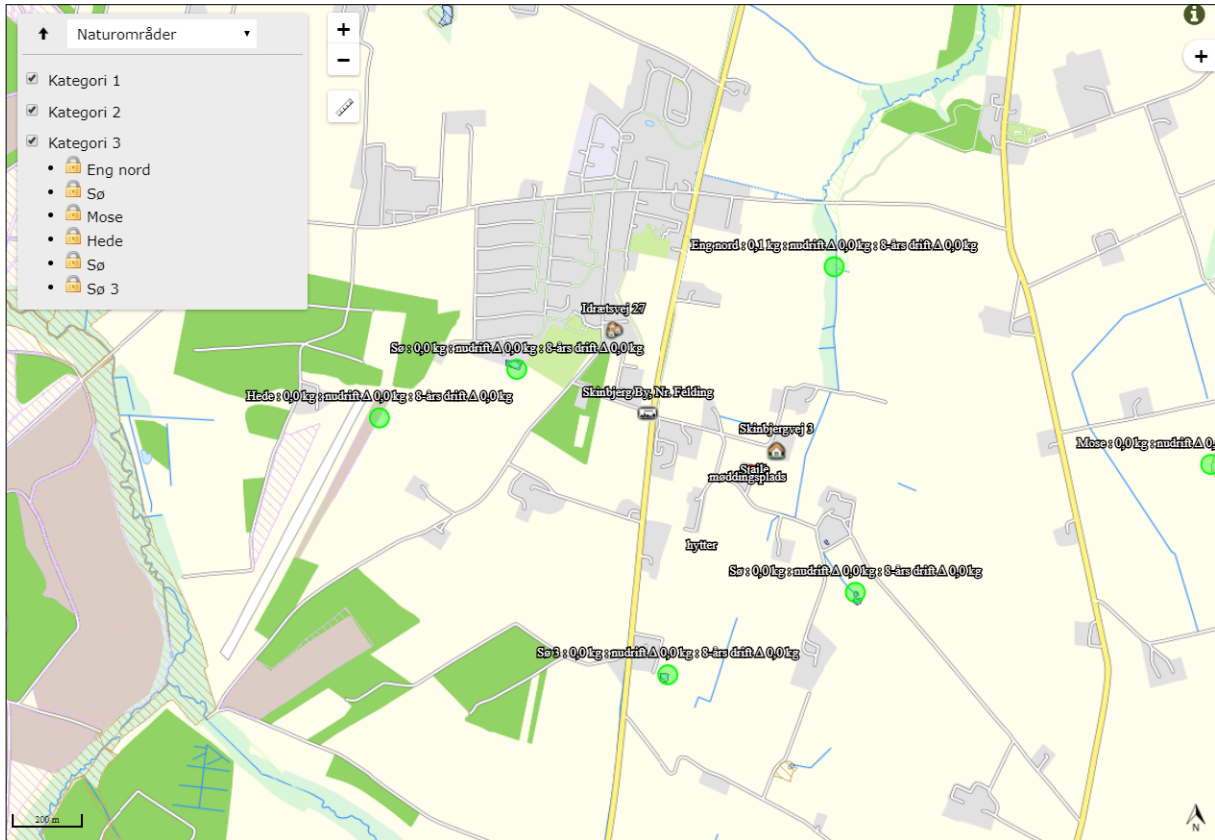 Naturområder
Kategori 1
Kategori 2
Kategori 3
Eng nord
Sø
Mose
Hede
Sø
Sø 3
+
−
i
+
Eng nord : 0,1 kg : nudrift Δ 0,0 kg : 8-års drift Δ 0,0 kg
Idrætsvej 27
Sø : 0,0 kg : nudrift Δ 0,0 kg : 8-års drift Δ 0,0 kg
Hede : 0,0 kg : nudrift Δ 0,0 kg : 8-års drift Δ 0,0 kg
Skinbjerg By, Nr. Felding
Skinbjergvej 3
Mose : 0,0 kg : nudrift Δ 0,
møddingsplads
hytter
Sø : 0,0 kg : nudrift Δ 0,0 kg : 8-års drift Δ 0,0 kg
Sø 3 : 0,0 kg : nudrift Δ 0,0 kg : 8-års drift Δ 0,0 kg
200 m
N